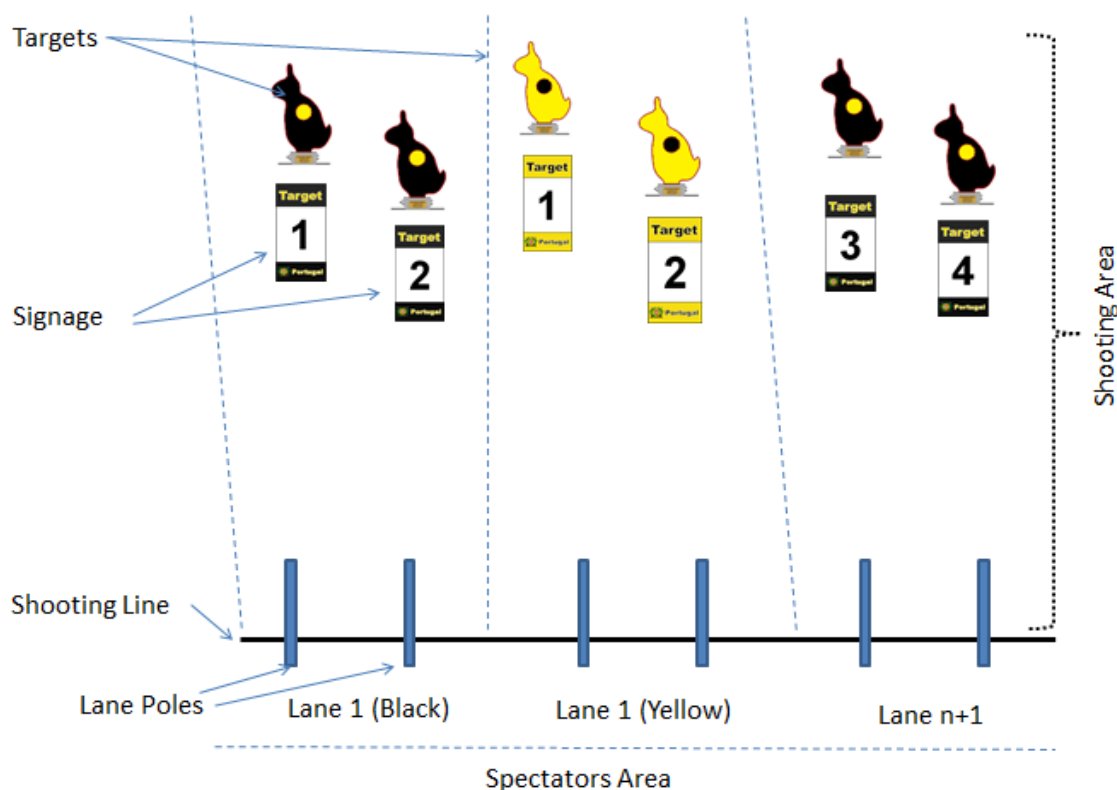 Targets
Target
1
Portugal
Target
2
Portugal
Target
1
Portugal
Target
2
Portugal
Target
3
Portugal
Target
4
Portugal
Signage
Shooting Area
Shooting Line
Lane Poles
Lane 1 (Black)
Lane 1 (Yellow)
Lane n+1
Spectators Area